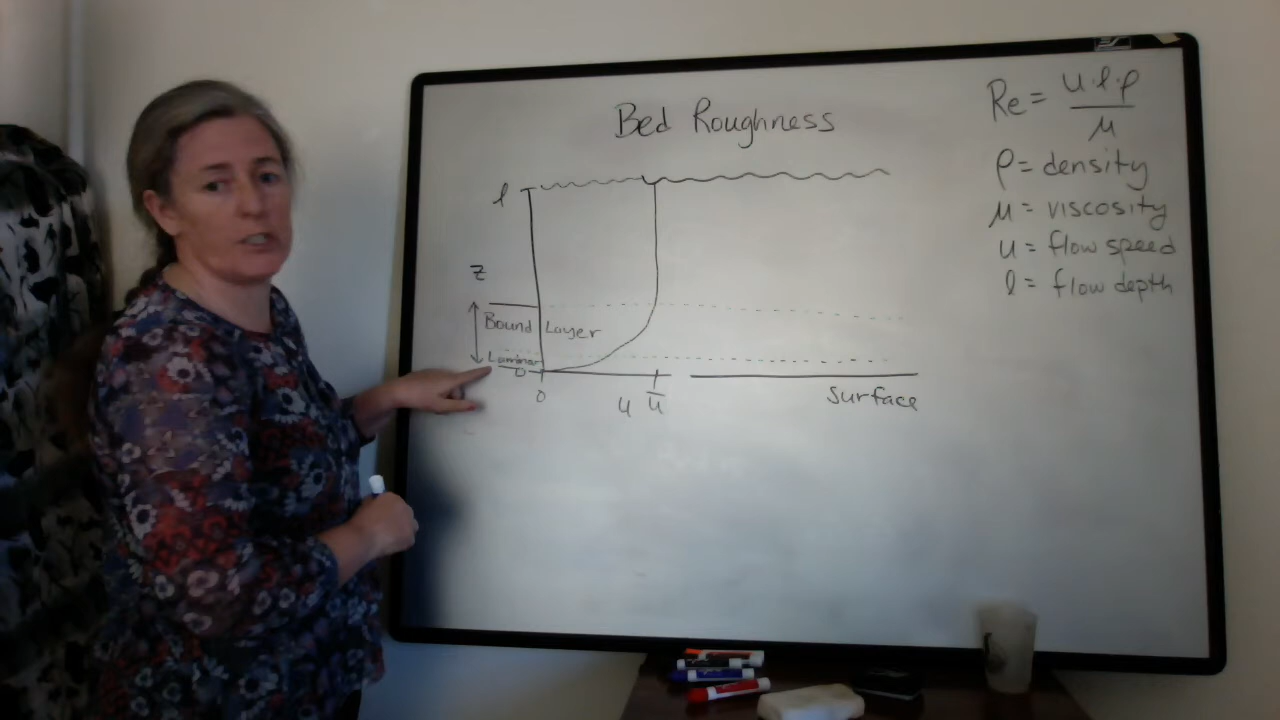 Bed Roughness
Re = u·l·ρ / μ
ρ = density
μ = viscosity
u = flow speed
l = flow depth
l
z
Bound Layer
Laminar
0
0
u
ū
Surface